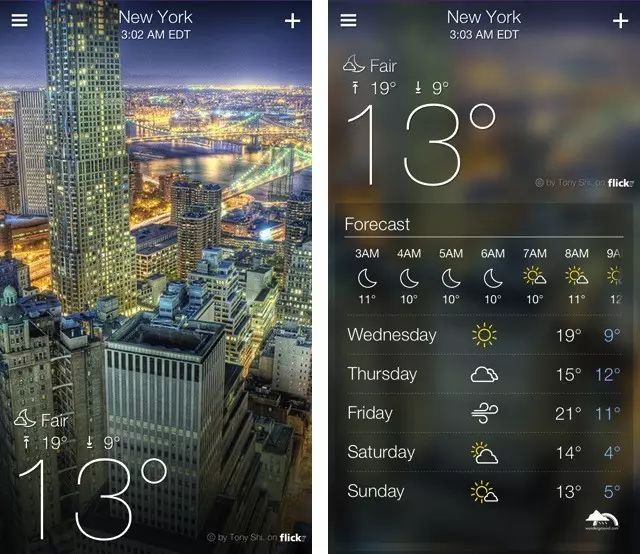 New York
3:02 AM EDT
Fair
19° 9°
13°
© by Tony Shi, on flickr
New York
3:03 AM EDT
Fair
19° 9°
13°
© by Tony Shi, on flickr
Forecast
3AM 4AM 5AM 6AM 7AM 8AM 9A
11° 10° 10° 10° 10° 11° 12
Wednesday 19° 9°
Thursday 15° 12°
Friday 21° 11°
Saturday 14° 4°
Sunday 13° 5°
wunderground.com